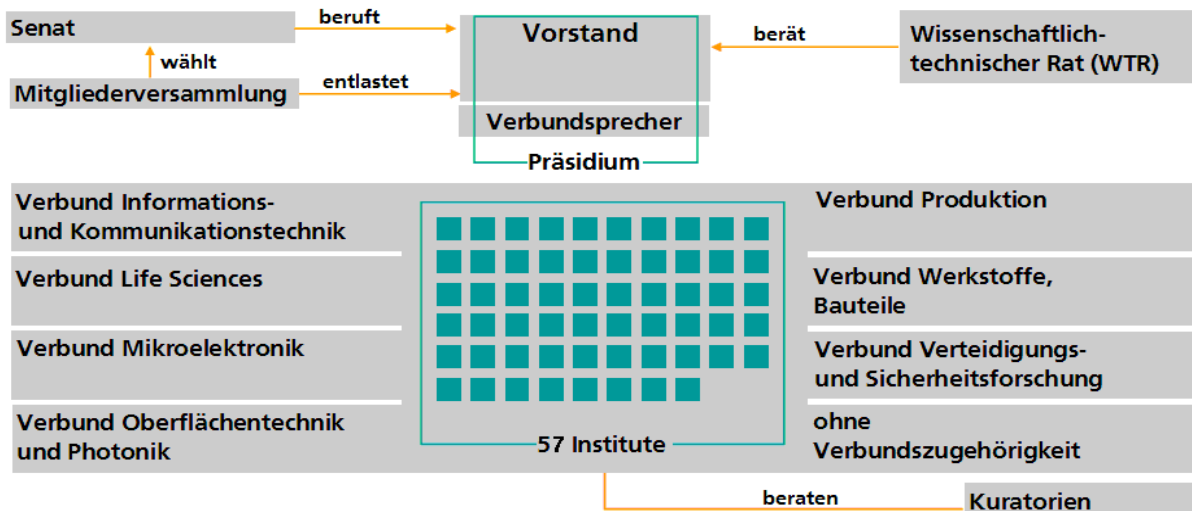 Senat
beruft
Vorstand
berät
Wissenschaftlich-
technischer Rat (WTR)
wählt
Mitgliederversammlung
entlastet
Verbundsprecher
Präsidium
Verbund Informations-
und Kommunikationstechnik
Verbund Life Sciences
Verbund Mikroelektronik
Verbund Oberflächentechnik
und Photonik
57 Institute
Verbund Produktion
Verbund Werkstoffe,
Bauteile
Verbund Verteidigungs-
und Sicherheitsforschung
ohne
Verbundszugehörigkeit
beraten
Kuratorien